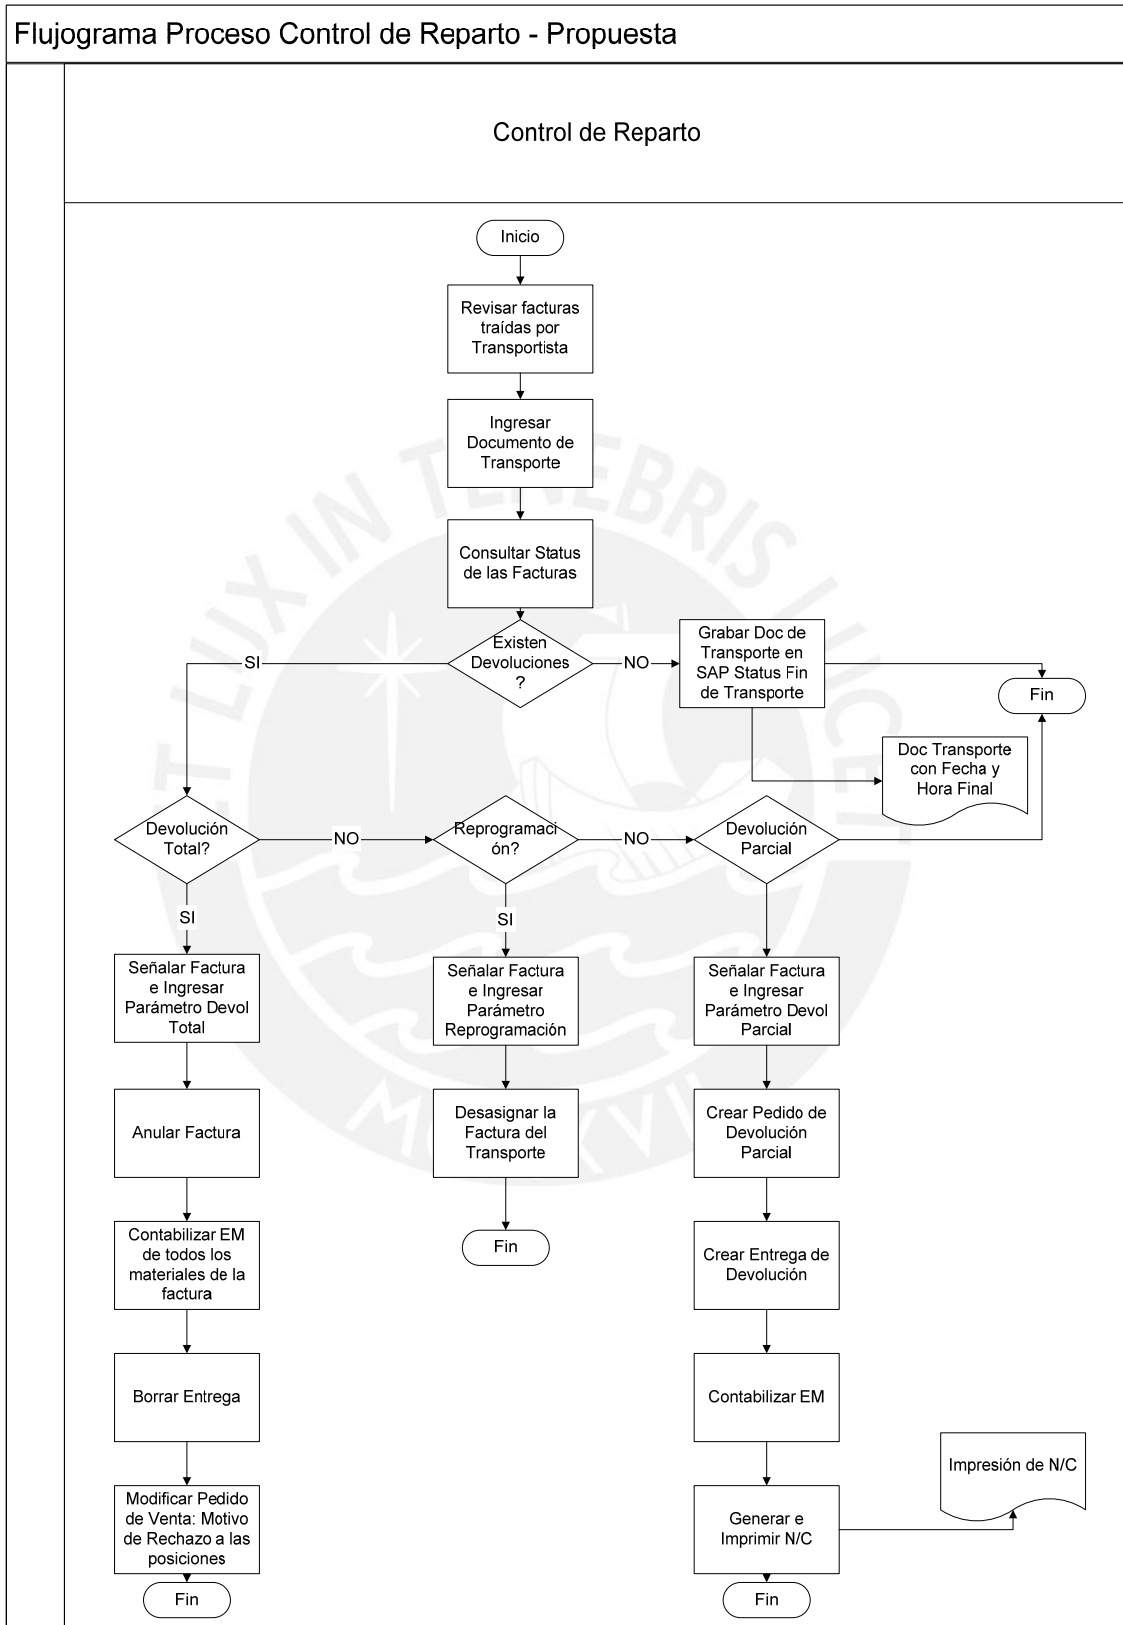 Flujograma Proceso Control de Reparto - Propuesta
Control de Reparto
Inicio
Revisar facturas
traídas por
Transportista
Ingresar
Documento de
Transporte
Consultar Status
de las Facturas
Existen
Devoluciones
?
SI
NO
Grabar Doc de
Transporte en
SAP Status Fin
de Transporte
Fin
Doc Transporte
con Fecha y
Hora Final
Devolución
Total?
NO
Reprogramaci
ón?
NO
Devolución
Parcial
SI
SI
Señalar Factura
e Ingresar
Parámetro Devol
Total
Señalar Factura
e Ingresar
Parámetro
Reprogramación
Señalar Factura
e Ingresar
Parámetro Devol
Parcial
Anular Factura
Desasignar la
Factura del
Transporte
Crear Pedido de
Devolución
Parcial
Contabilizar EM
de todos los
materiales de la
factura
Fin
Crear Entrega de
Devolución
Borrar Entrega
Contabilizar EM
Impresión de N/C
Modificar Pedido
de Venta: Motivo
de Rechazo a las
posiciones
Generar e
Imprimir N/C
Fin
Fin
ET LUX IN TENEBRIS LUCET